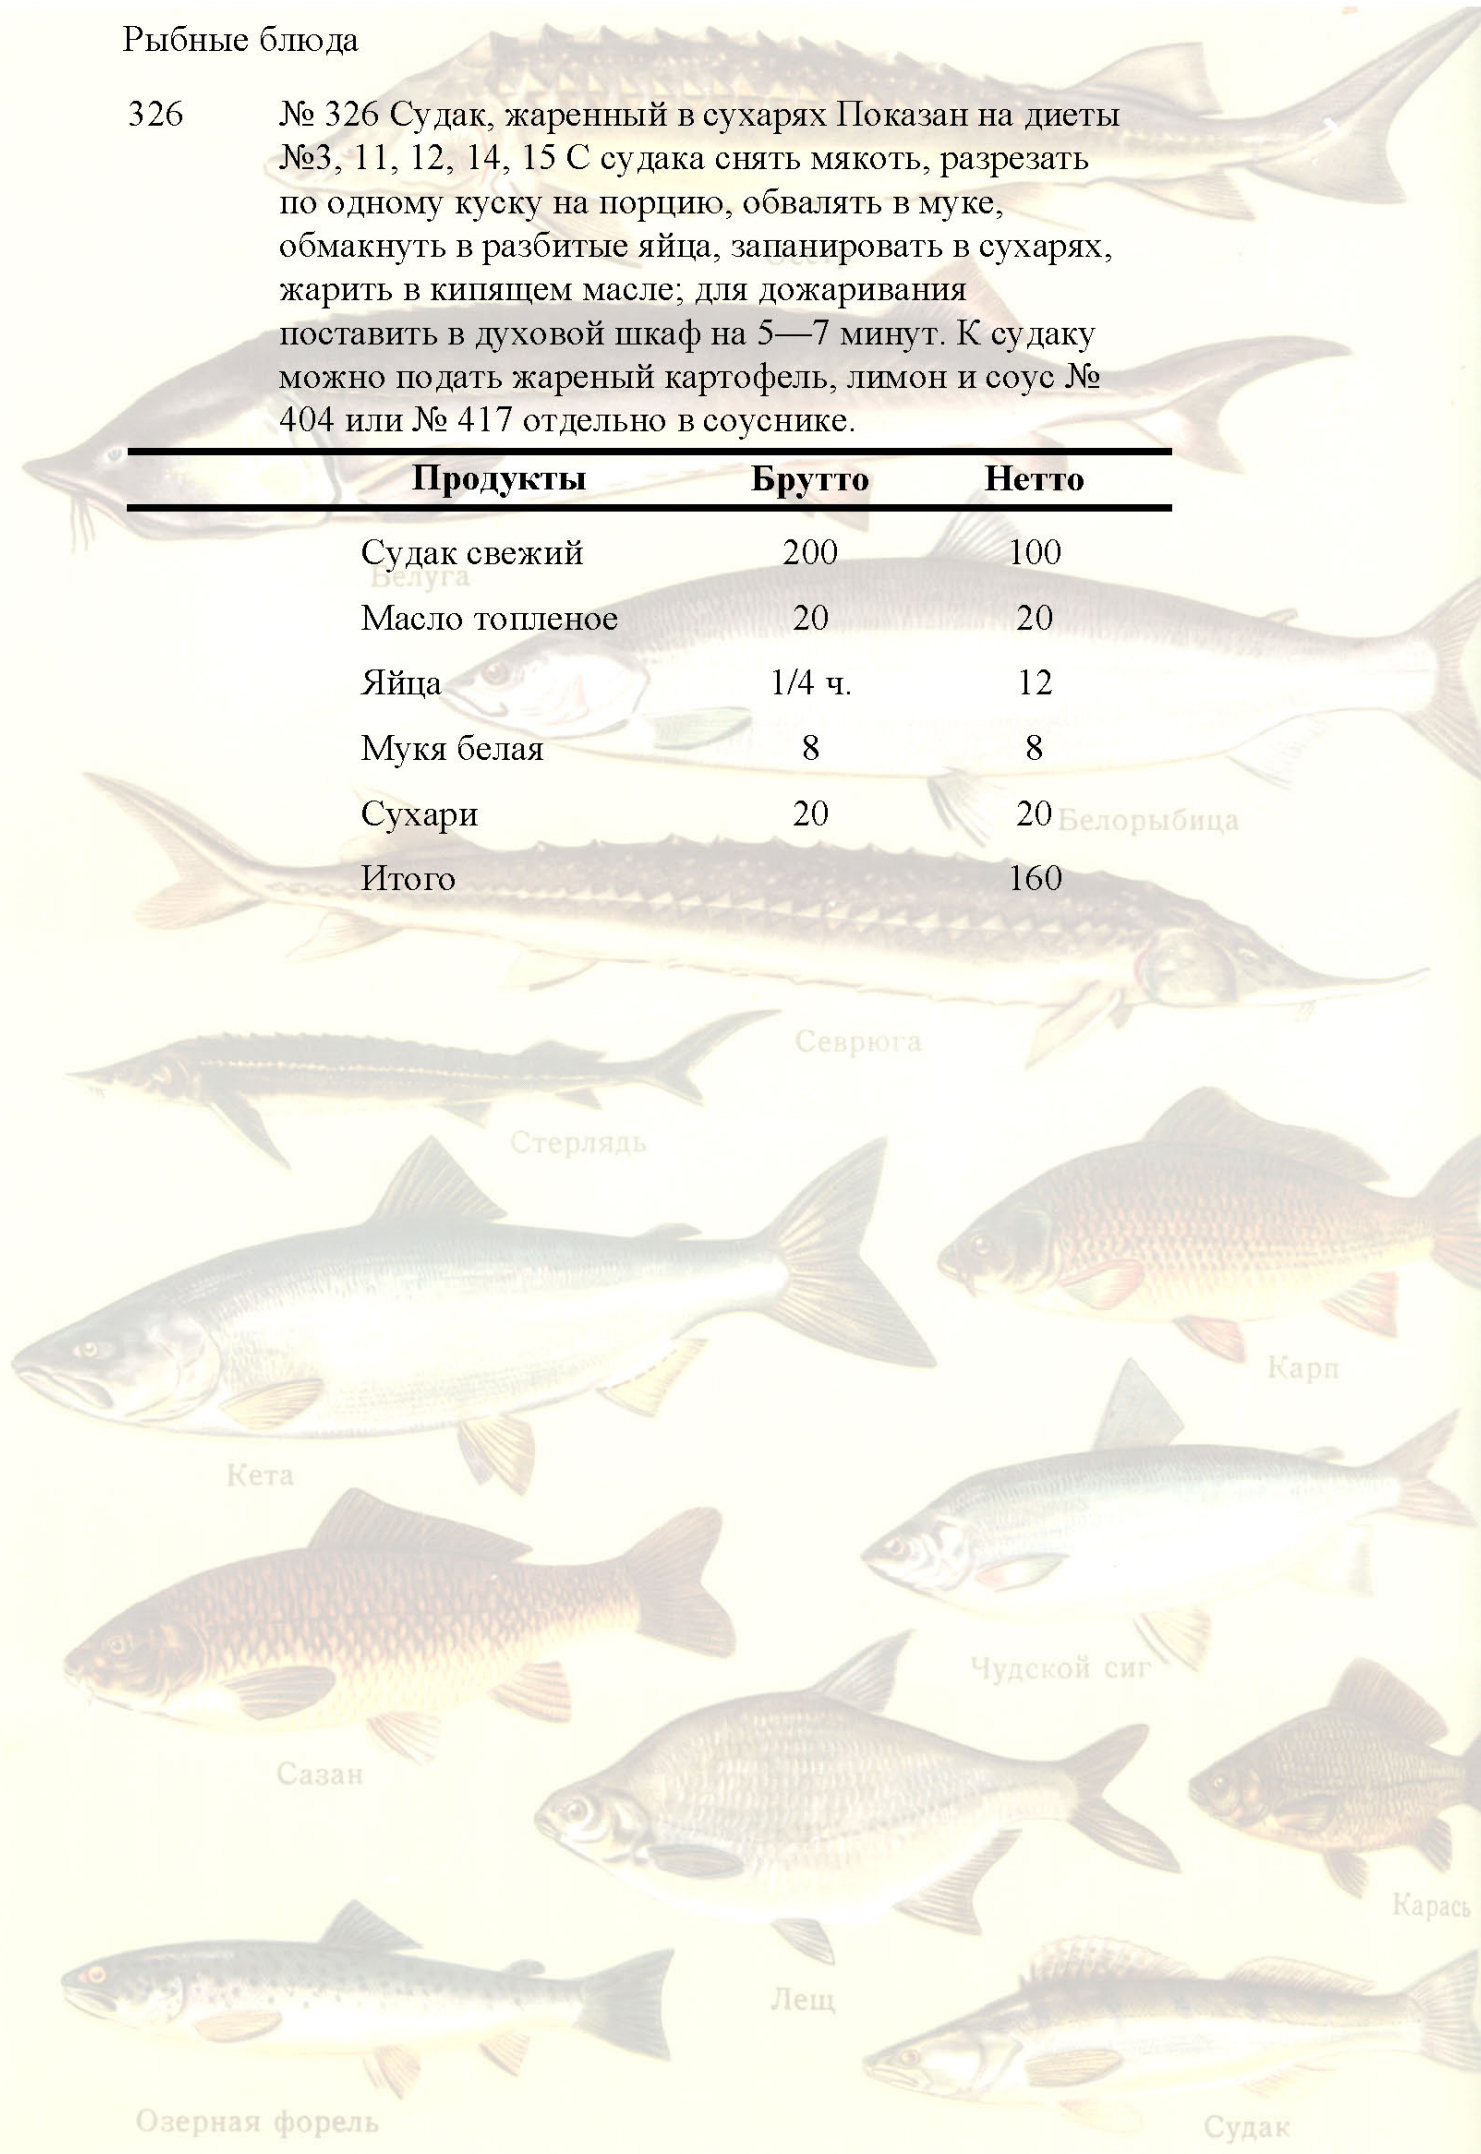 Рыбные блюда
326
№ 326 Судак, жаренный в сухарях Показан на диеты
№3, 11, 12, 14, 15 С судака снять мякоть, разрезать
по одному куску на порцию, обвалять в муке,
обмакнуть в разбитые яйца, запанировать в сухарях,
жарить в кипящем масле; для дожаривания
поставить в духовой шкаф на 5—7 минут. К судаку
можно подать жареный картофель, лимон и соус №
404 или № 417 отдельно в соуснике.
Продукты Брутто Нетто
Судак свежий 200 100
Белуга
Масло топленое 20 20
Яйца 1/4 ч. 12
Мукя белая 8 8
Сухари 20 20
Белорыбица
Итого 160
Севрюга
Стерлядь
Карп
Кета
Чудской сиг
Сазан
Карась
Лещ
Озерная форель
Судак